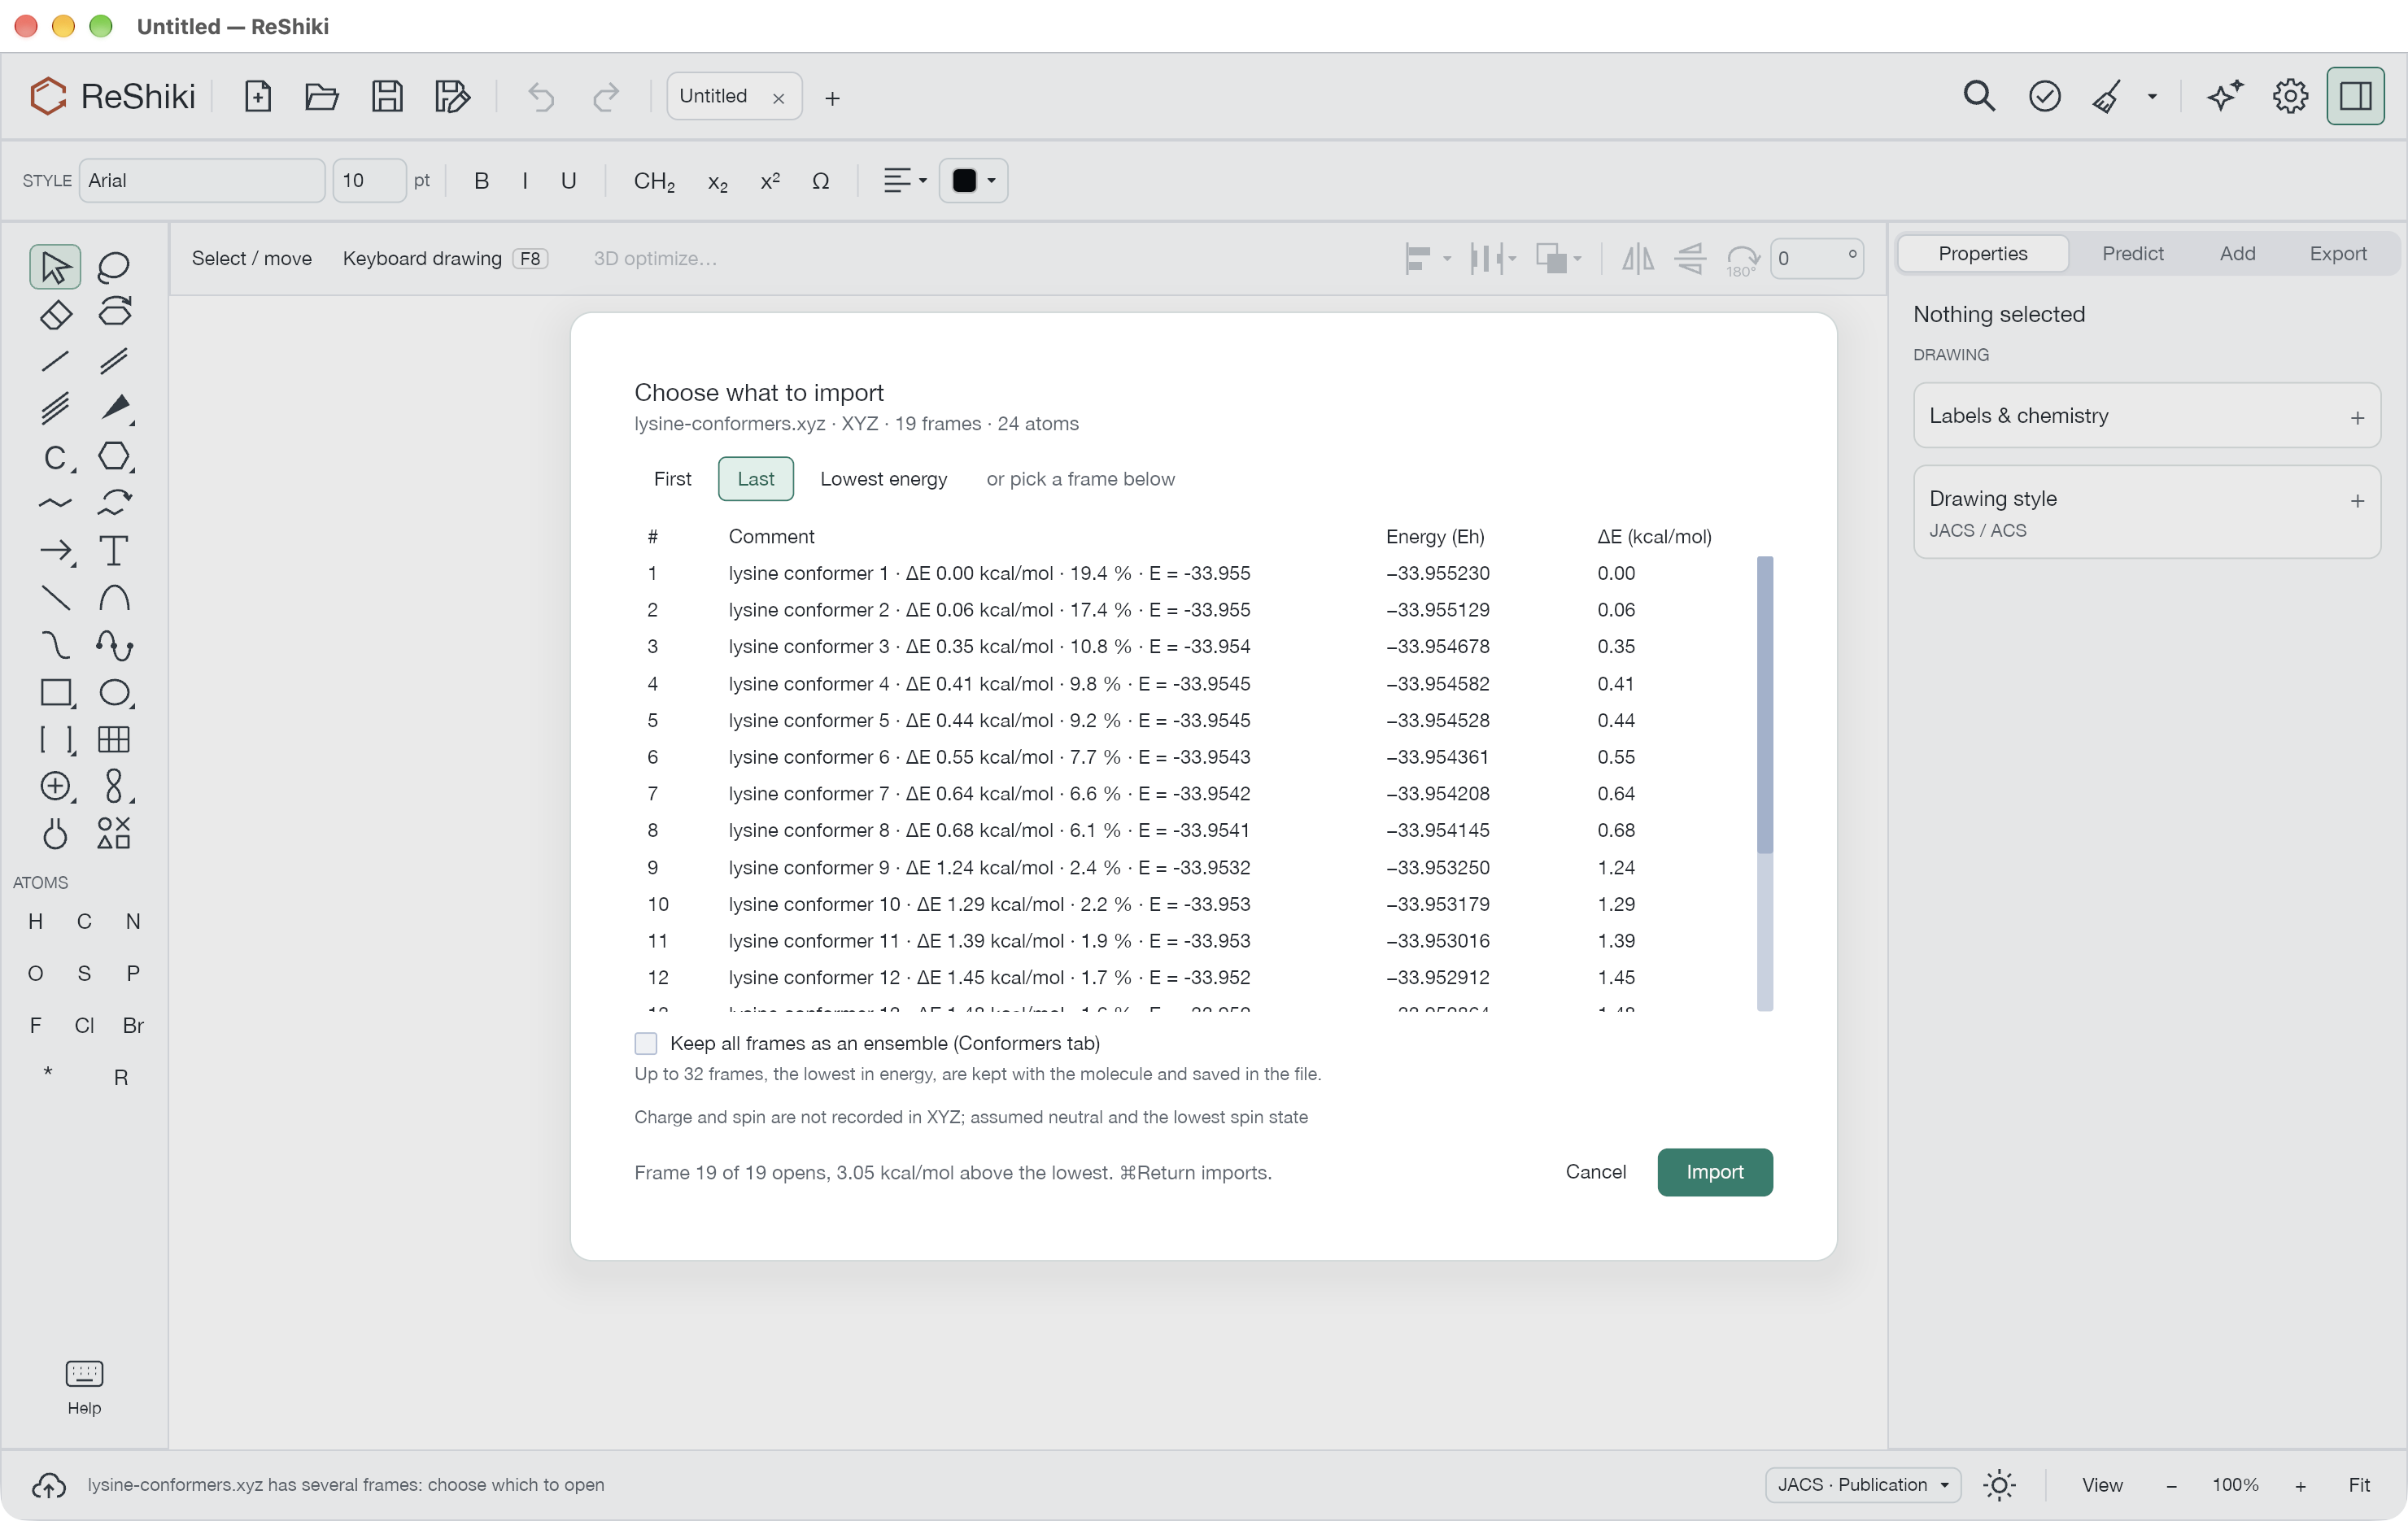 Untitled — ReShiki
ReShiki
Untitled × +
STYLE Arial 10 pt B I U CH₂ x₂ x² Ω
Select / move Keyboard drawing F8 3D optimize…
180° 0 °
Properties Predict Add Export
Nothing selected
DRAWING
Labels & chemistry +
Drawing style +
JACS / ACS
C
T
ATOMS
H C N
O S P
F Cl Br
* R
Help
Choose what to import
lysine-conformers.xyz · XYZ · 19 frames · 24 atoms
First Last Lowest energy or pick a frame below
# Comment Energy (Eh) ΔE (kcal/mol)
1 lysine conformer 1 · ΔE 0.00 kcal/mol · 19.4 % · E = -33.955 −33.955230 0.00
2 lysine conformer 2 · ΔE 0.06 kcal/mol · 17.4 % · E = -33.955 −33.955129 0.06
3 lysine conformer 3 · ΔE 0.35 kcal/mol · 10.8 % · E = -33.954 −33.954678 0.35
4 lysine conformer 4 · ΔE 0.41 kcal/mol · 9.8 % · E = -33.9545 −33.954582 0.41
5 lysine conformer 5 · ΔE 0.44 kcal/mol · 9.2 % · E = -33.9545 −33.954528 0.44
6 lysine conformer 6 · ΔE 0.55 kcal/mol · 7.7 % · E = -33.9543 −33.954361 0.55
7 lysine conformer 7 · ΔE 0.64 kcal/mol · 6.6 % · E = -33.9542 −33.954208 0.64
8 lysine conformer 8 · ΔE 0.68 kcal/mol · 6.1 % · E = -33.9541 −33.954145 0.68
9 lysine conformer 9 · ΔE 1.24 kcal/mol · 2.4 % · E = -33.9532 −33.953250 1.24
10 lysine conformer 10 · ΔE 1.29 kcal/mol · 2.2 % · E = -33.953 −33.953179 1.29
11 lysine conformer 11 · ΔE 1.39 kcal/mol · 1.9 % · E = -33.953 −33.953016 1.39
12 lysine conformer 12 · ΔE 1.45 kcal/mol · 1.7 % · E = -33.952 −33.952912 1.45
Keep all frames as an ensemble (Conformers tab)
Up to 32 frames, the lowest in energy, are kept with the molecule and saved in the file.
Charge and spin are not recorded in XYZ; assumed neutral and the lowest spin state
Frame 19 of 19 opens, 3.05 kcal/mol above the lowest. ⌘Return imports. Cancel Import
lysine-conformers.xyz has several frames: choose which to open
JACS · Publication View − 100% + Fit